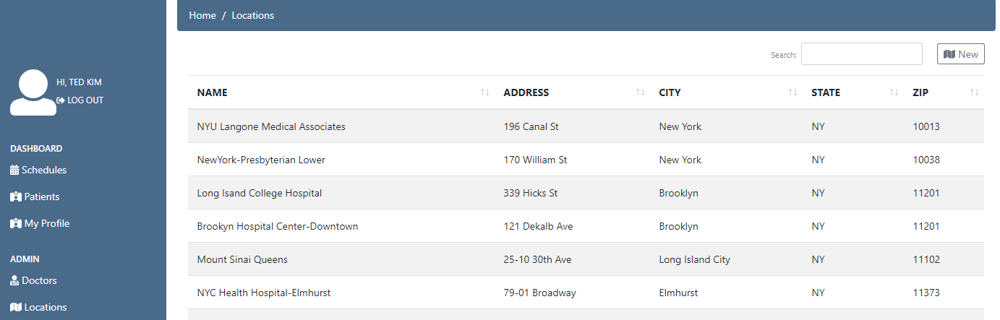 Home / Locations
HI, TED KIM
LOG OUT
DASHBOARD
Schedules
Patients
My Profile
ADMIN
Doctors
Locations
Search:
New
NAME ADDRESS CITY STATE ZIP
NYU Langone Medical Associates 196 Canal St New York NY 10013
NewYork-Presbyterian Lower 170 William St New York NY 10038
Long Isand College Hospital 339 Hicks St Brooklyn NY 11201
Brookyn Hospital Center-Downtown 121 Dekalb Ave Brooklyn NY 11201
Mount Sinai Queens 25-10 30th Ave Long Island City NY 11102
NYC Health Hospital-Elmhurst 79-01 Broadway Elmhurst NY 11373